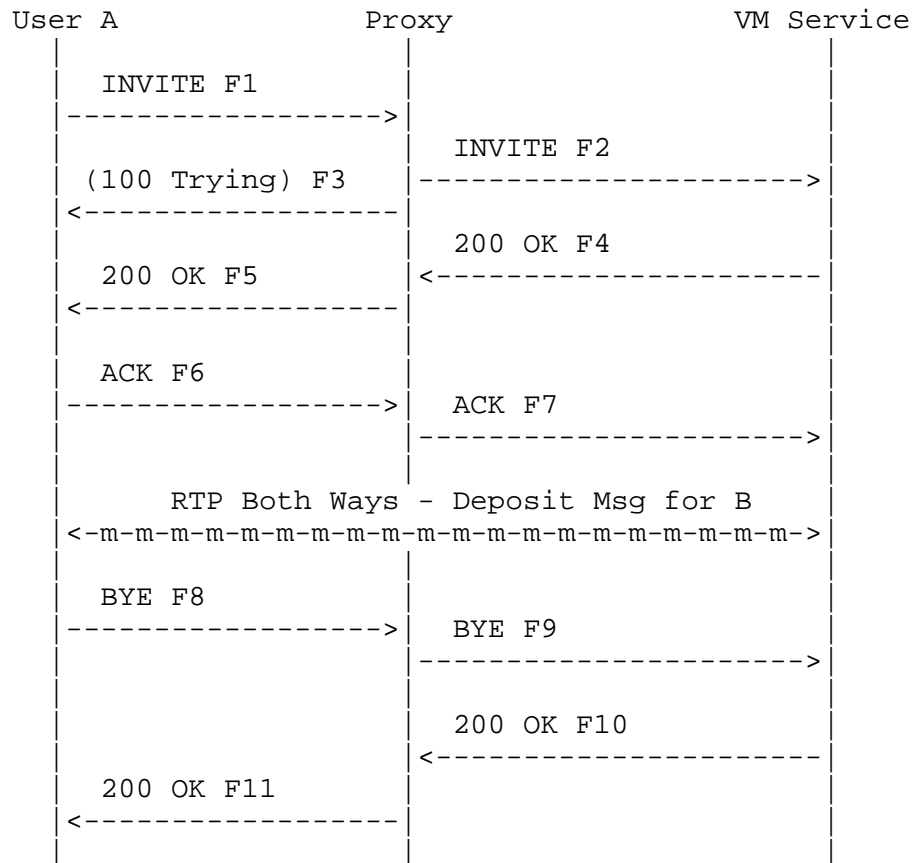 User A Proxy VM Service
INVITE F1
INVITE F2
(100 Trying) F3
200 OK F4
200 OK F5
ACK F6
ACK F7
RTP Both Ways - Deposit Msg for B
<-m-m-m-m-m-m-m-m-m-m-m-m-m-m-m-m-m-m-m-m->
BYE F8
BYE F9
200 OK F10
200 OK F11